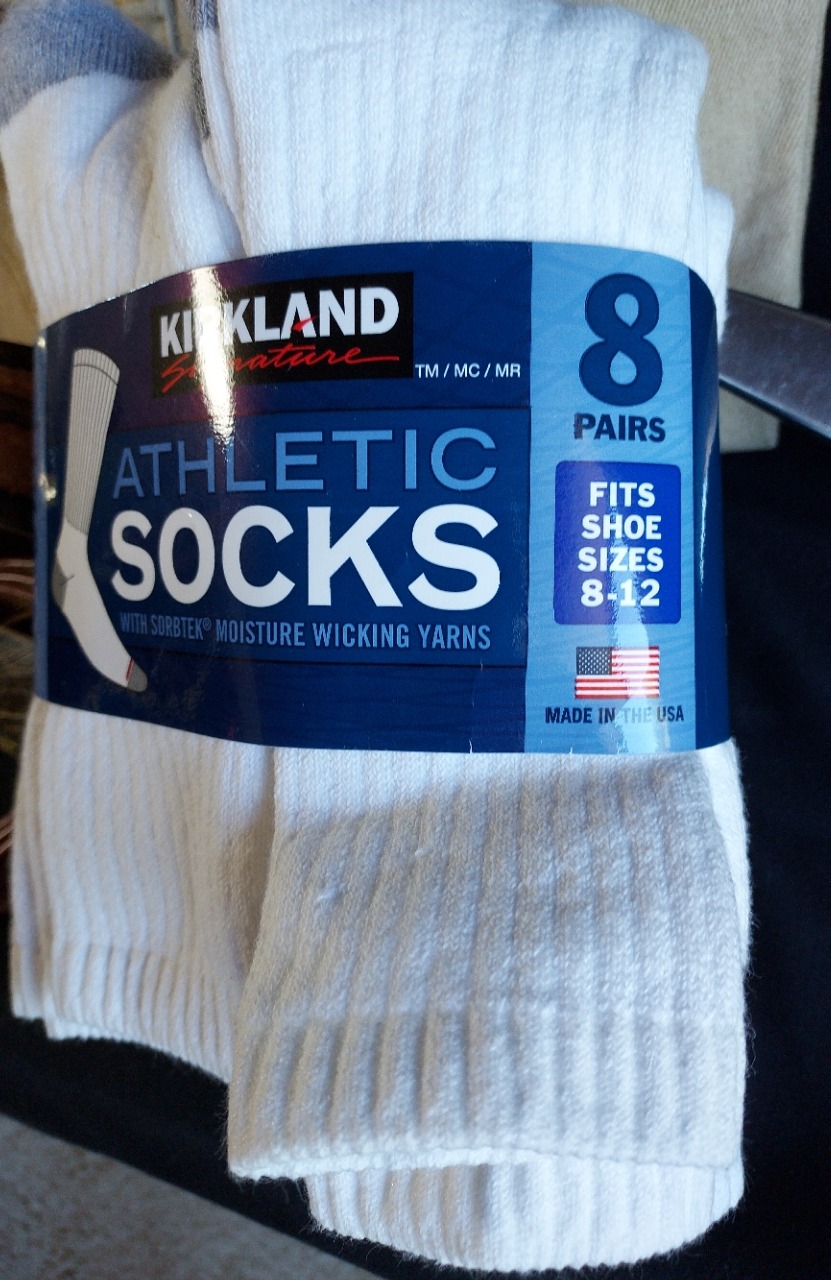 KIRKLAND
Signature
TM / MC / MR
ATHLETIC
SOCKS
WITH SORBTEK® MOISTURE WICKING YARNS
8
PAIRS
FITS
SHOE
SIZES
8-12
MADE IN THE USA